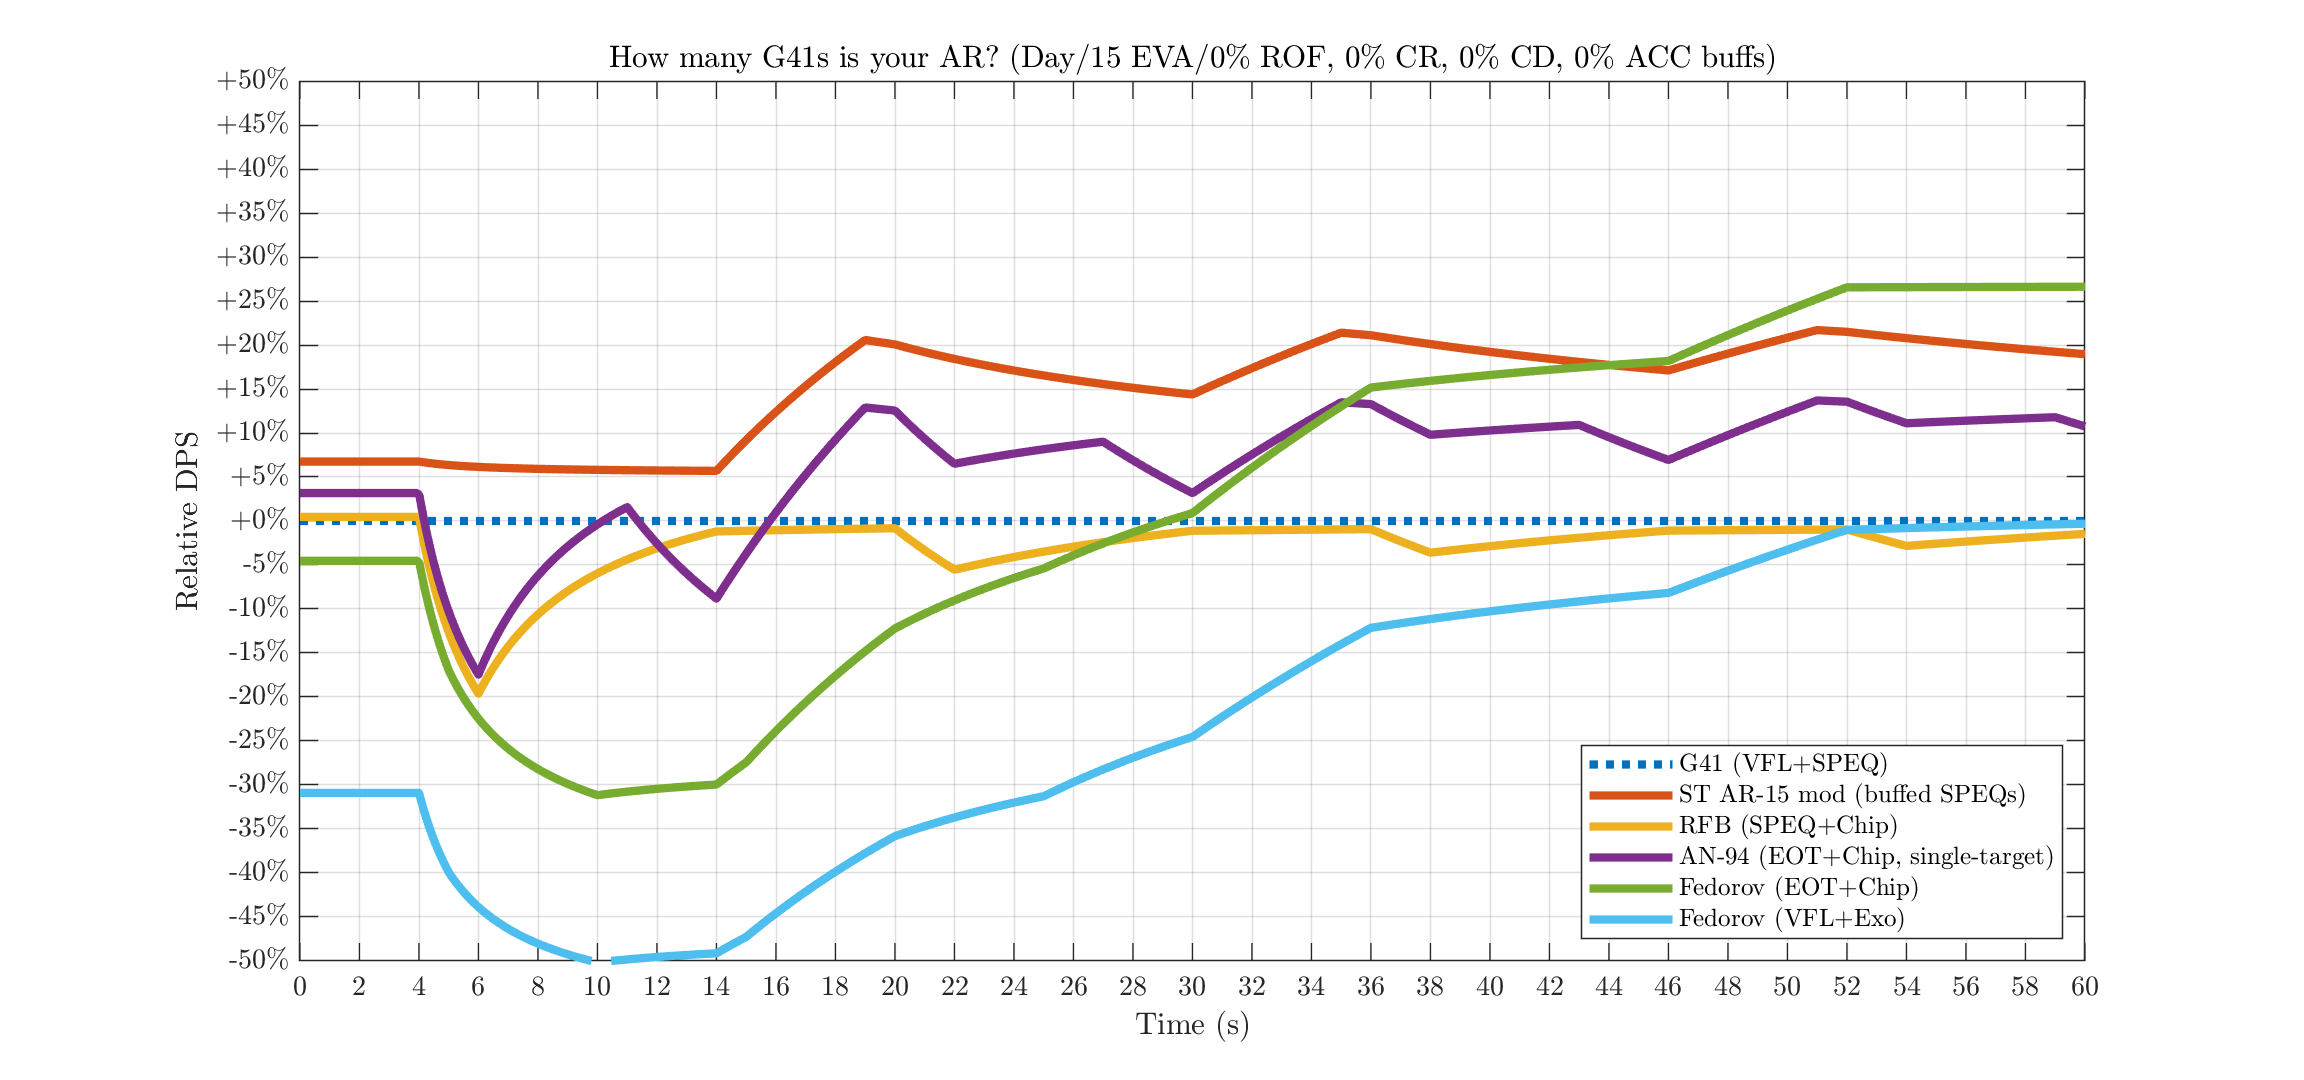 How many G41s is your AR? (Day/15 EVA/0% ROF, 0% CR, 0% CD, 0% ACC buffs)
+50%
+45%
+40%
+35%
+30%
+25%
+20%
+15%
+10%
+5%
+0%
-5%
-10%
-15%
-20%
-25%
-30%
-35%
-40%
-45%
-50%
Relative DPS
G41 (VFL+SPEQ)
ST AR-15 mod (buffed SPEQs)
RFB (SPEQ+Chip)
AN-94 (EOT+Chip, single-target)
Fedorov (EOT+Chip)
Fedorov (VFL+Exo)
0 2 4 6 8 10 12 14 16 18 20 22 24 26 28 30 32 34 36 38 40 42 44 46 48 50 52 54 56 58 60
Time (s)